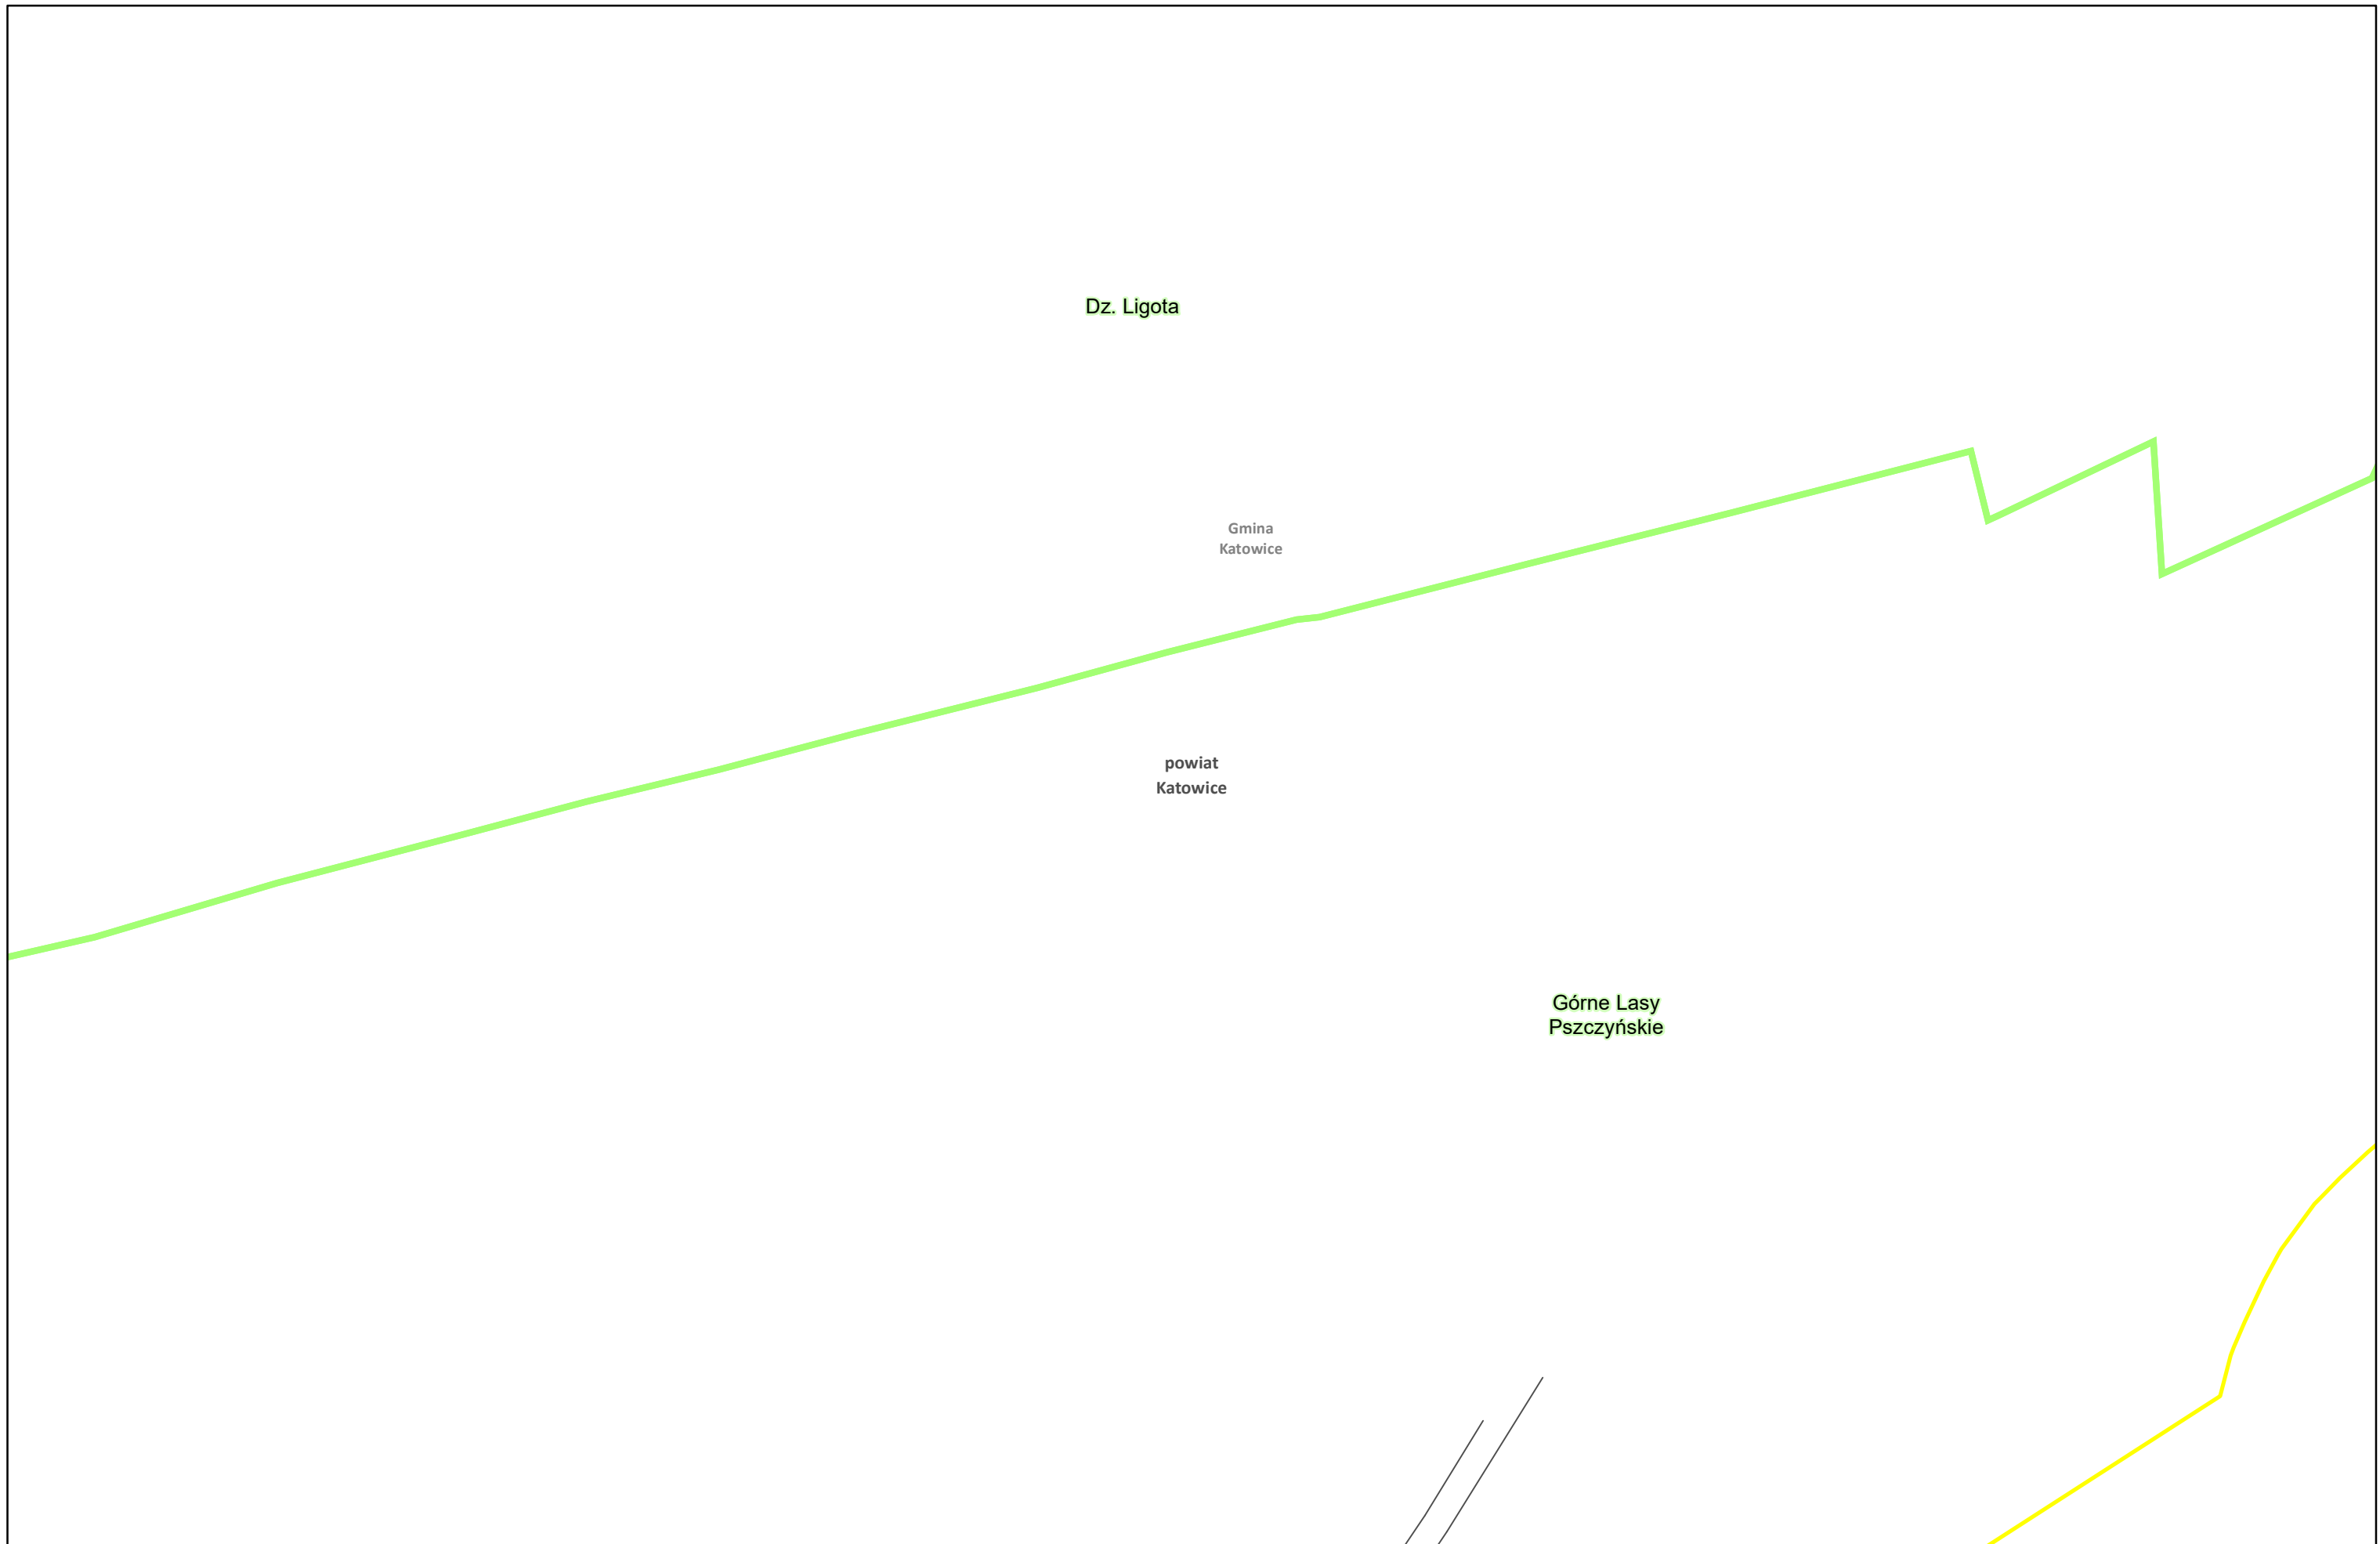 Dz. Ligota
Gmina
Katowice
powiat
Katowice
Górne Lasy
Pszczyńskie